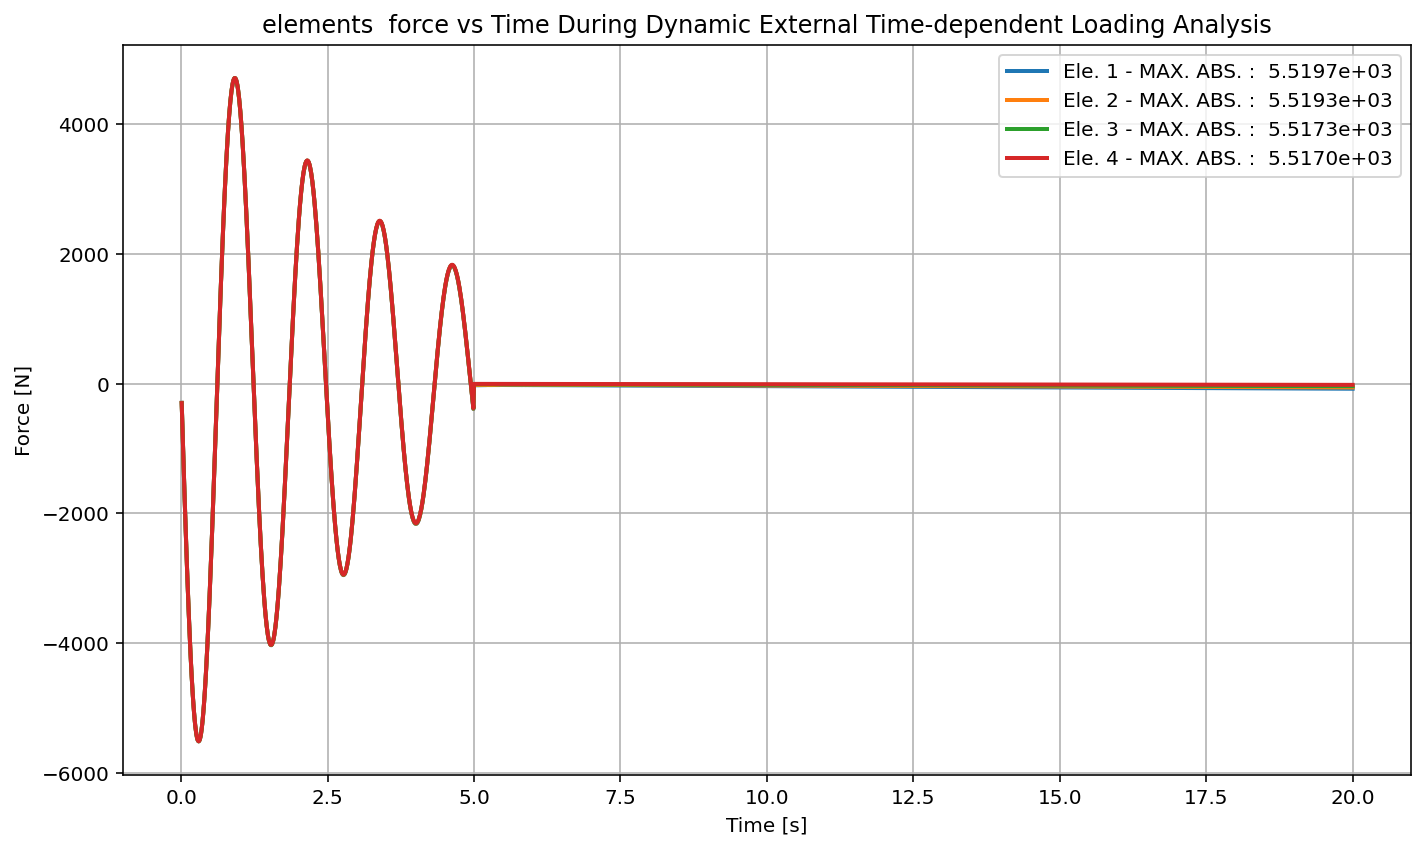 elements  force vs Time During Dynamic External Time-dependent Loading Analysis
Ele. 1 - MAX. ABS. :  5.5197e+03
Ele. 2 - MAX. ABS. :  5.5193e+03
Ele. 3 - MAX. ABS. :  5.5173e+03
Ele. 4 - MAX. ABS. :  5.5170e+03
Force [N]
4000
2000
0
−2000
−4000
−6000
0.0 2.5 5.0 7.5 10.0 12.5 15.0 17.5 20.0
Time [s]